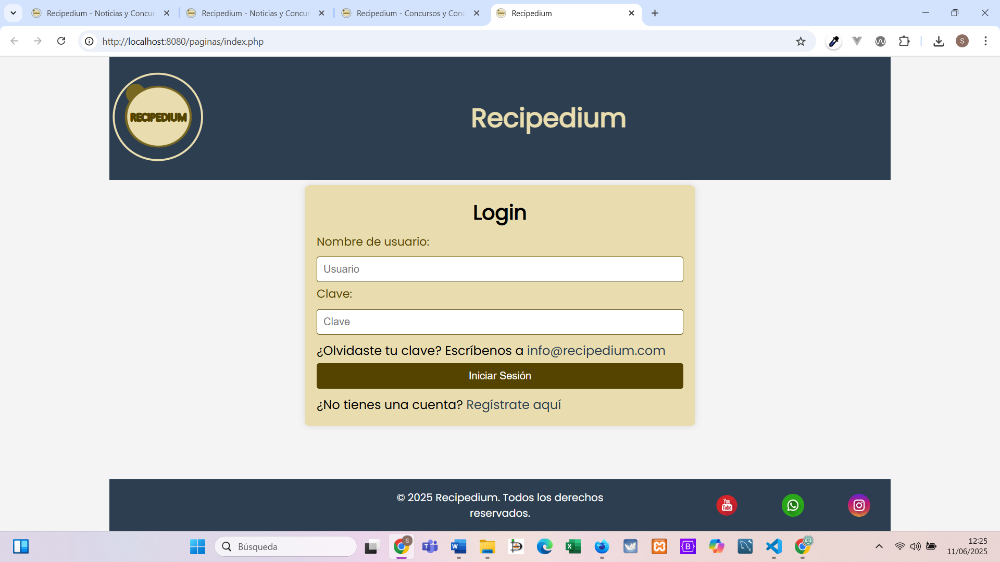 Recipedium - Noticias y Concur
Recipedium - Noticias y Concur
Recipedium - Concursos y Conc
Recipedium
http://localhost:8080/paginas/index.php
S
RECIPEDIUM
Recipedium
Login
Nombre de usuario:
Usuario
Clave:
Clave
¿Olvidaste tu clave? Escríbenos a info@recipedium.com
Iniciar Sesión
¿No tienes una cuenta? Regístrate aquí
© 2025 Recipedium. Todos los derechos
reservados.
You
Tube
Búsqueda
S
12:25
11/06/2025